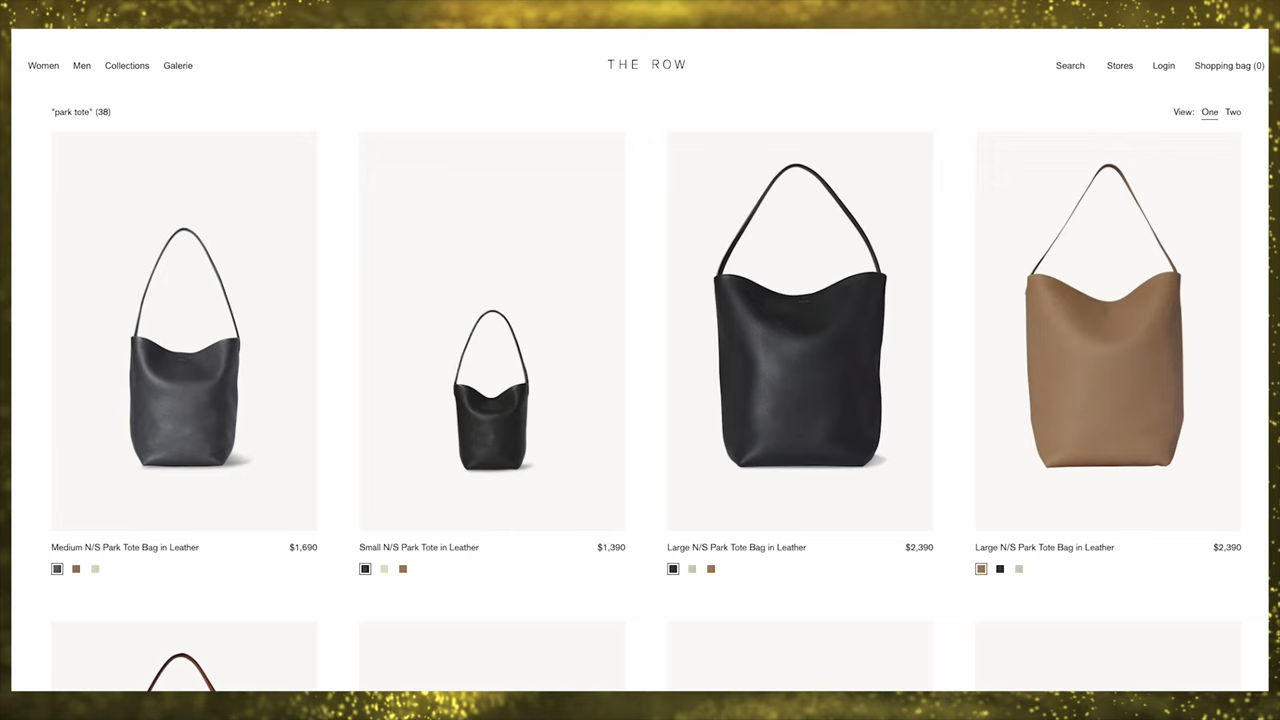 Women Men Collections Galerie THE ROW Search Stores Login Shopping bag (0)
"park tote" (38) View: One Two
Medium N/S Park Tote Bag in Leather $1,690
Small N/S Park Tote in Leather $1,390
Large N/S Park Tote Bag in Leather $2,390
Large N/S Park Tote Bag in Leather $2,390